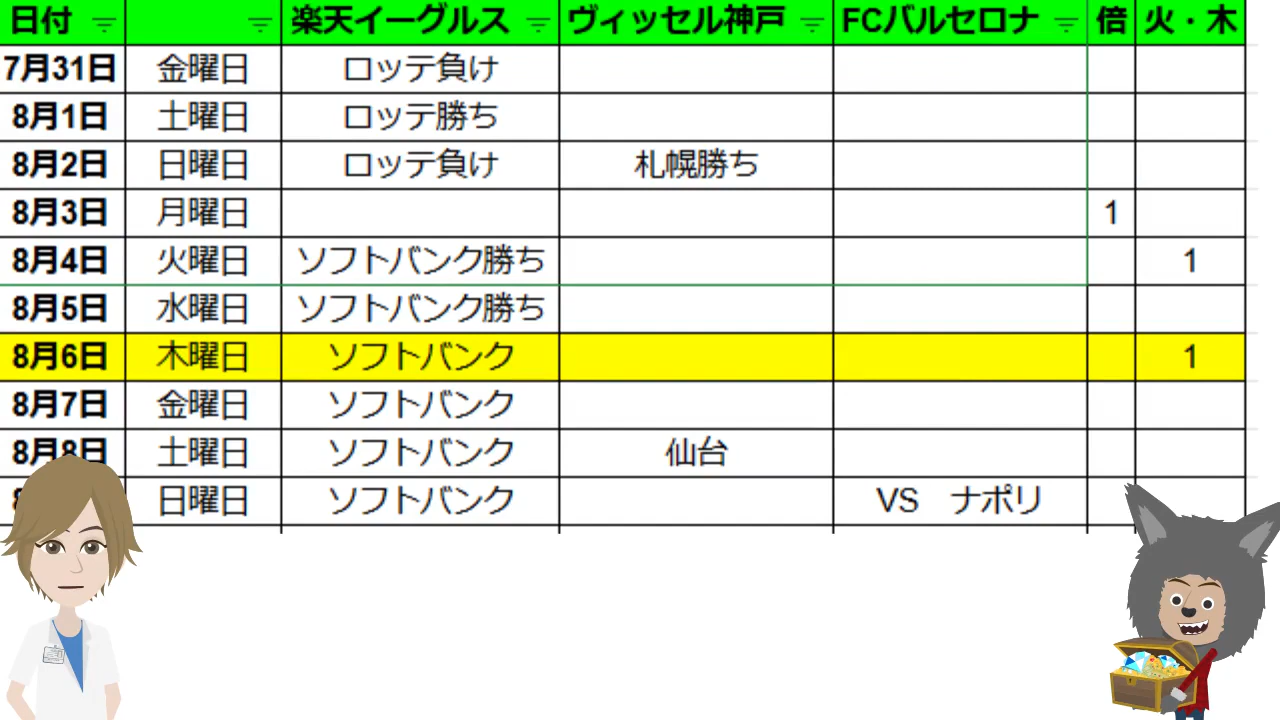 日付 楽天イーグルス ヴィッセル神戸 FCバルセロナ 倍 火・木
7月31日 金曜日 ロッテ負け
8月1日 土曜日 ロッテ勝ち
8月2日 日曜日 ロッテ負け 札幌勝ち
8月3日 月曜日 1
8月4日 火曜日 ソフトバンク勝ち 1
8月5日 水曜日 ソフトバンク勝ち
8月6日 木曜日 ソフトバンク 1
8月7日 金曜日 ソフトバンク
8月8日 土曜日 ソフトバンク 仙台
日曜日 ソフトバンク VS　ナポリ